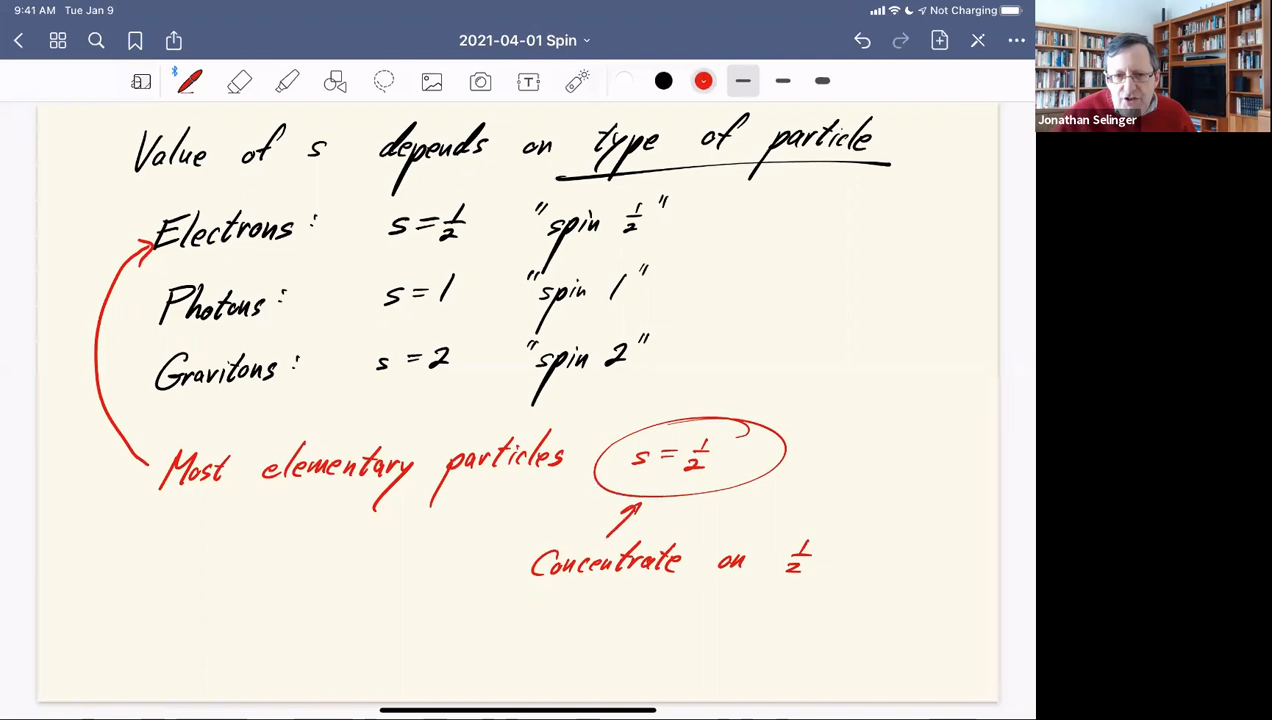 9:41 AM Tue Jan 9
Not Charging
2021-04-01 Spin
T
Jonathan Selinger
Value of s depends on type of particle
Electrons: s = 1/2 "spin 1/2"
Photons: s = 1 "spin 1"
Gravitons: s = 2 "spin 2"
Most elementary particles s = 1/2
Concentrate on 1/2